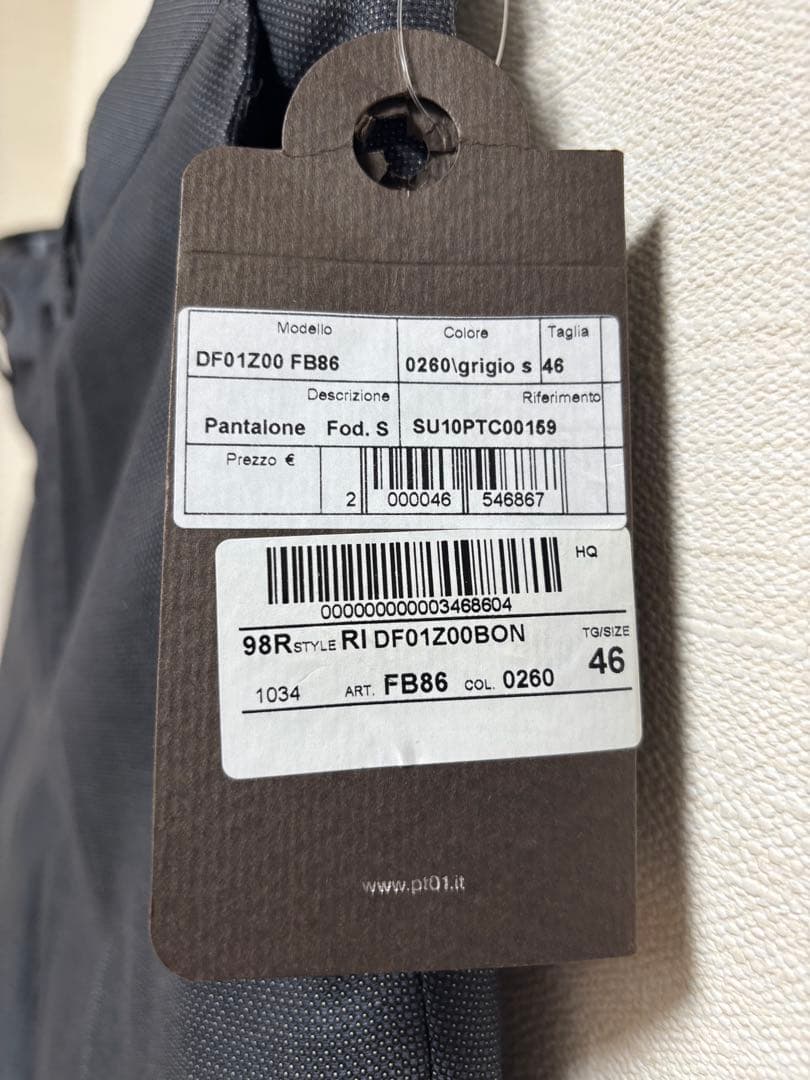 Modello Colore Taglia
DF01Z00 FB86 0260\grigio s 46
Descrizione Riferimento
Pantalone Fod. S SU10PTC00159
Prezzo €
2 000046 546867
HQ
000000000003468604
98R STYLE RI DF01Z00BON TG/SIZE
46
1034 ART. FB86 COL. 0260
www.pt01.it